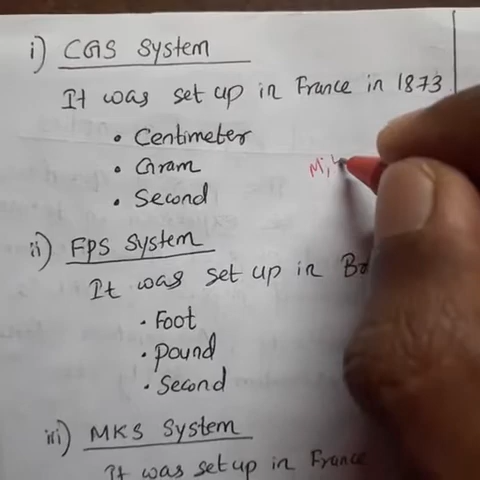 i) CGS System
It was set up in France in 1873
• Centimeter
• Gram
• Second
ii) FPS System
It was set up in
• Foot
• pound
• Second
iii) MKS System
It was set up in France